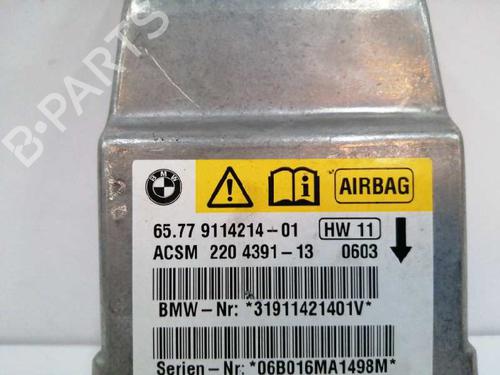 B-PARTS
BMW
AIRBAG
65.77 9114214-01 HW 11
ACSM 220 4391-13 0603
BMW-Nr: *31911421401V*
Serien-Nr: *06B016MA1498M*